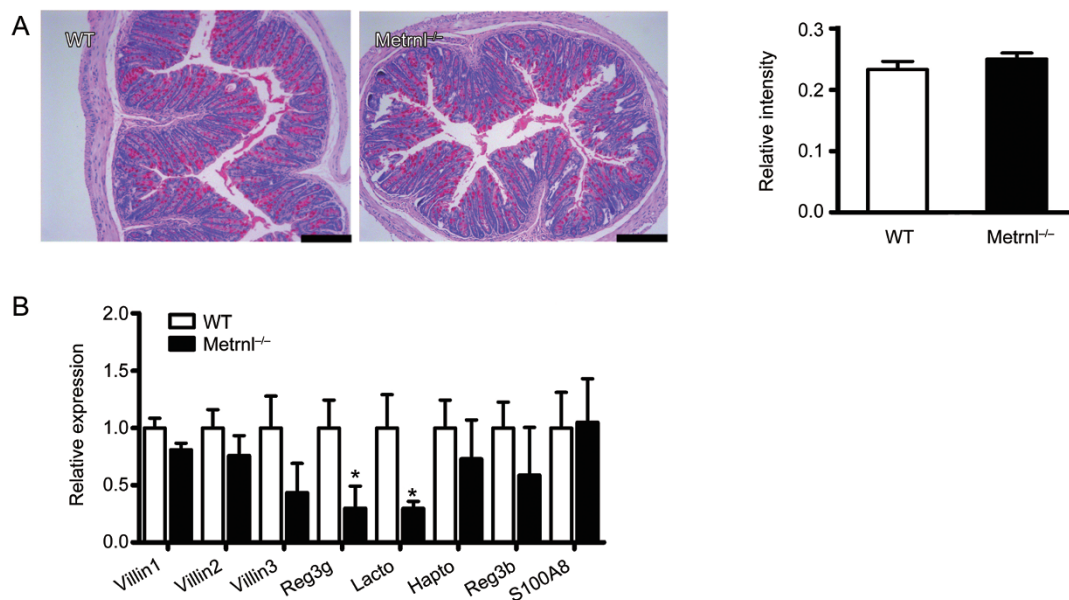 A
WT
Metrnl–/–
Relative intensity
0.3
0.2
0.1
0.0
WT
Metrnl–/–
B
Relative expression
2.0
1.5
1.0
0.5
0.0
WT
Metrnl–/–
*
*
Villin1
Villin2
Villin3
Reg3g
Lacto
Hapto
Reg3b
S100A8